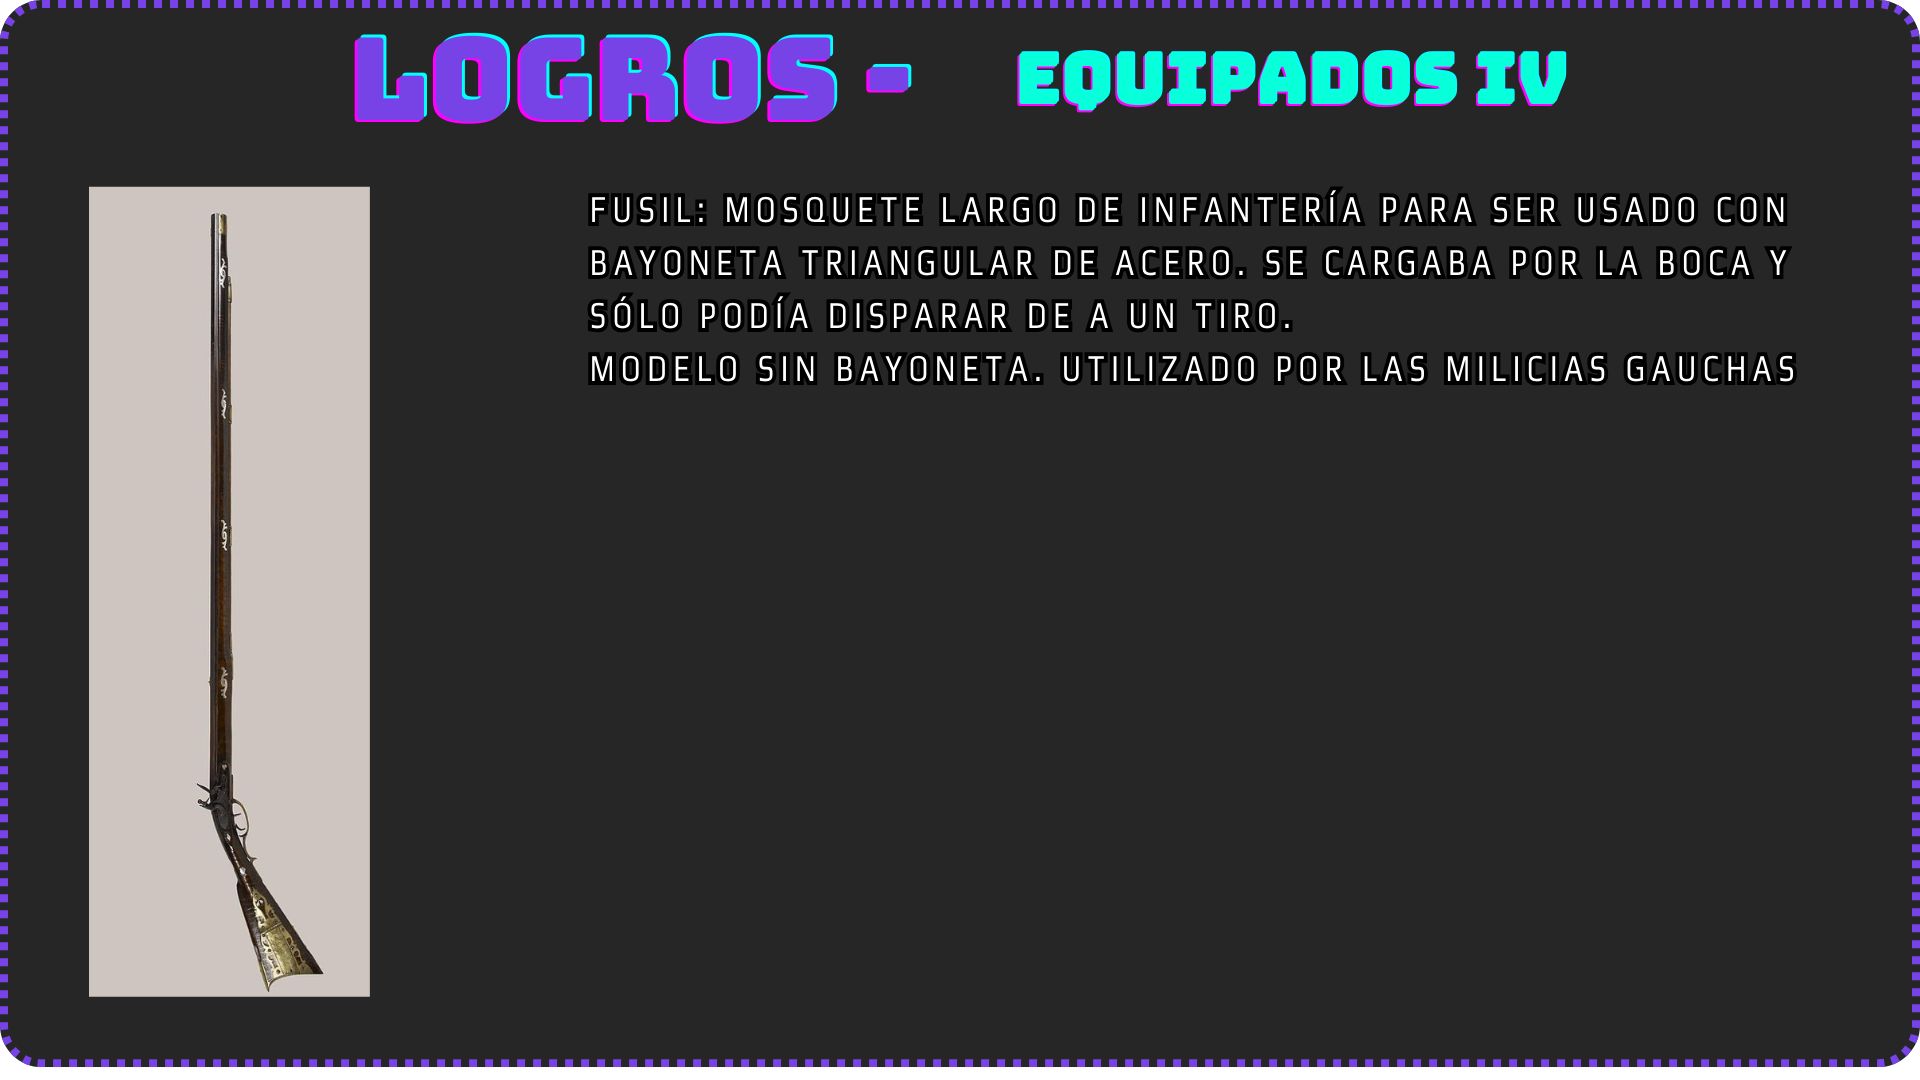 LOGROS - EQUIPADOS IV
FUSIL: MOSQUETE LARGO DE INFANTERÍA PARA SER USADO CON
BAYONETA TRIANGULAR DE ACERO. SE CARGABA POR LA BOCA Y
SÓLO PODÍA DISPARAR DE A UN TIRO.
MODELO SIN BAYONETA. UTILIZADO POR LAS MILICIAS GAUCHAS